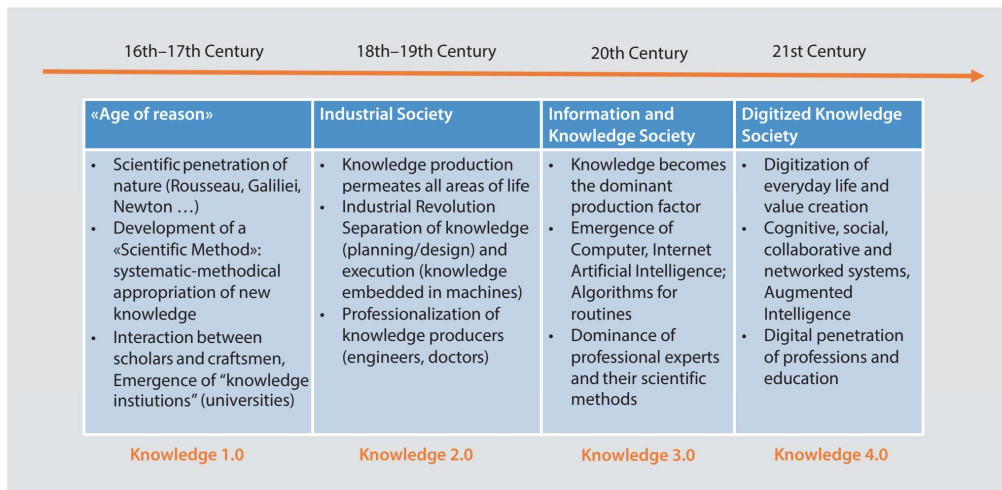 16th–17th Century
18th–19th Century
20th Century
21st Century
«Age of reason»
• Scientific penetration of
nature (Rousseau, Galiliei,
Newton …)
• Development of a
«Scientific Method»:
systematic-methodical
appropriation of new
knowledge
• Interaction between
scholars and craftsmen,
Emergence of “knowledge
instiutions” (universities)
Knowledge 1.0
Industrial Society
• Knowledge production
permeates all areas of life
• Industrial Revolution
Separation of knowledge
(planning/design) and
execution (knowledge
embedded in machines)
• Professionalization of
knowledge producers
(engineers, doctors)
Knowledge 2.0
Information and
Knowledge Society
• Knowledge becomes
the dominant
production factor
• Emergence of
Computer, Internet
Artificial Intelligence;
Algorithms for
routines
• Dominance of
professional experts
and their scientific
methods
Knowledge 3.0
Digitized Knowledge
Society
• Digitization of
everyday life and
value creation
• Cognitive, social,
collaborative and
networked systems,
Augmented
Intelligence
• Digital penetration
of professions and
education
Knowledge 4.0